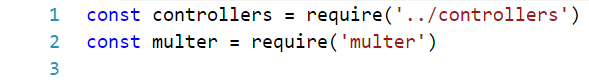 1 const controllers = require('../controllers')
2 const multer = require('multer')
3